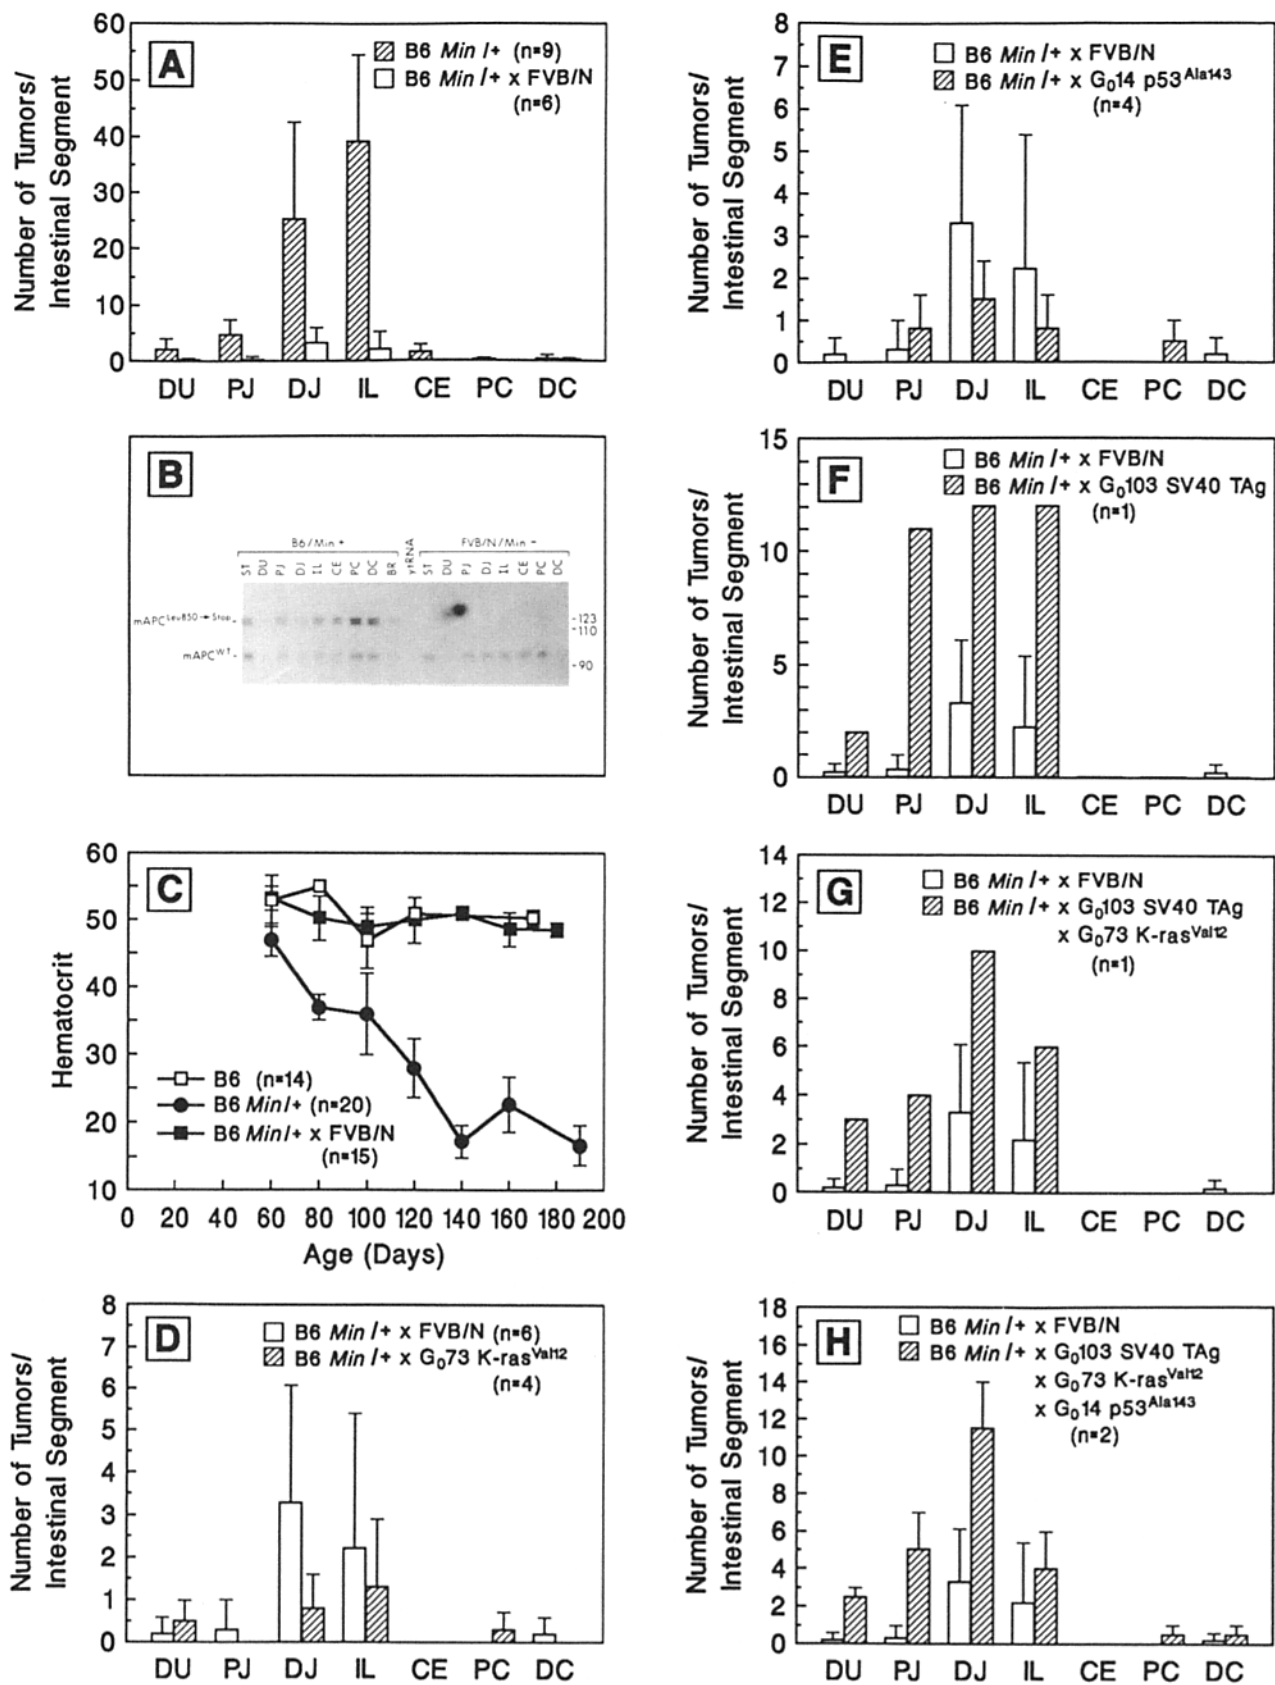 A
Number of Tumors/
Intestinal Segment
60
50
40
30
20
10
0
B6 Min/+ (n=9)
B6 Min/+ x FVB/N
(n=6)
DU PJ DJ IL CE PC DC
B
B6/Min + ytRNA FVB/N/Min -
ST DU PJ DJ IL CE PC DC BR ST DU PJ DJ IL CE PC DC
mAPC Leu850→Stop -
mAPC WT -
-123
-110
-90
C
Hematocrit
60
50
40
30
20
10
B6 (n=14)
B6 Min/+ (n=20)
B6 Min/+ x FVB/N
(n=15)
0 20 40 60 80 100 120 140 160 180 200
Age (Days)
D
Number of Tumors/
Intestinal Segment
8
7
6
5
4
3
2
1
0
B6 Min/+ x FVB/N (n=6)
B6 Min/+ x G₀73 K-ras Val12
(n=4)
DU PJ DJ IL CE PC DC
E
Number of Tumors/
Intestinal Segment
8
7
6
5
4
3
2
1
0
B6 Min/+ x FVB/N
B6 Min/+ x G₀14 p53 Ala143
(n=4)
DU PJ DJ IL CE PC DC
F
Number of Tumors/
Intestinal Segment
15
10
5
0
B6 Min/+ x FVB/N
B6 Min/+ x G₀103 SV40 TAg
(n=1)
DU PJ DJ IL CE PC DC
G
Number of Tumors/
Intestinal Segment
14
12
10
8
6
4
2
0
B6 Min/+ x FVB/N
B6 Min/+ x G₀103 SV40 TAg
x G₀73 K-ras Val12
(n=1)
DU PJ DJ IL CE PC DC
H
Number of Tumors/
Intestinal Segment
18
16
14
12
10
8
6
4
2
0
B6 Min/+ x FVB/N
B6 Min/+ x G₀103 SV40 TAg
x G₀73 K-ras Val12
x G₀14 p53 Ala143
(n=2)
DU PJ DJ IL CE PC DC